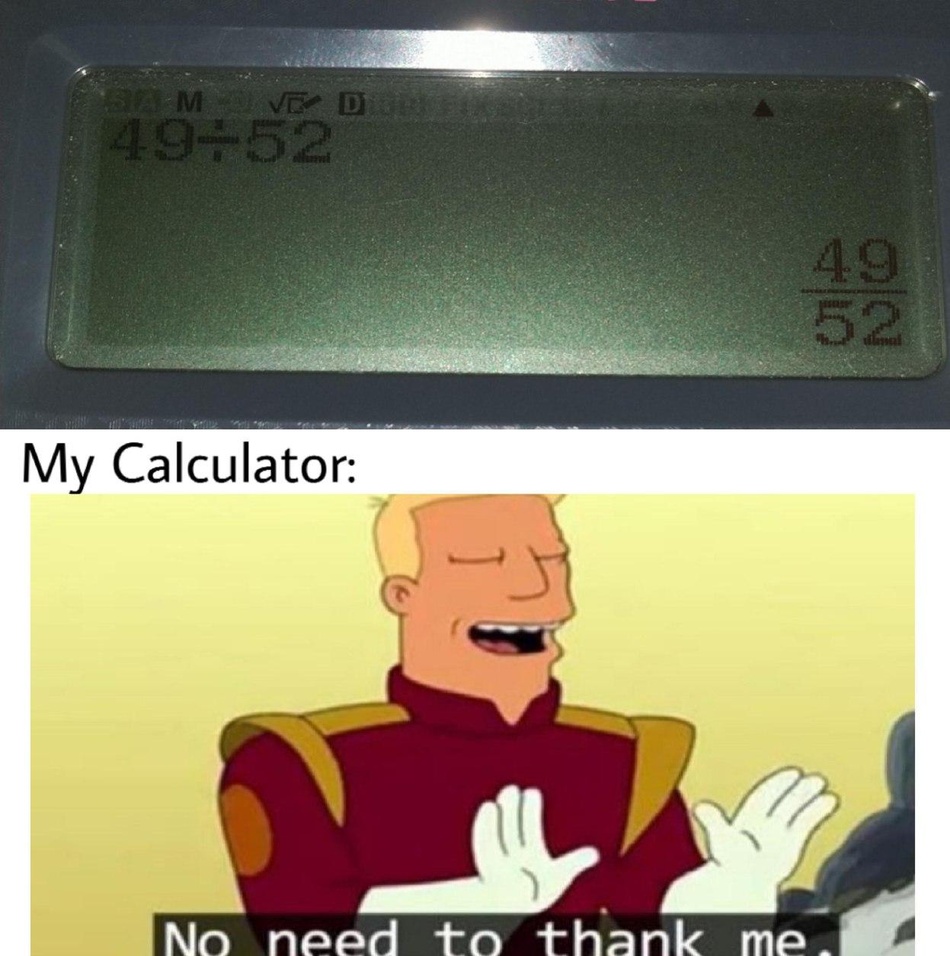 M √ D ▲
49÷52
49
52
My Calculator:
No need to thank me.